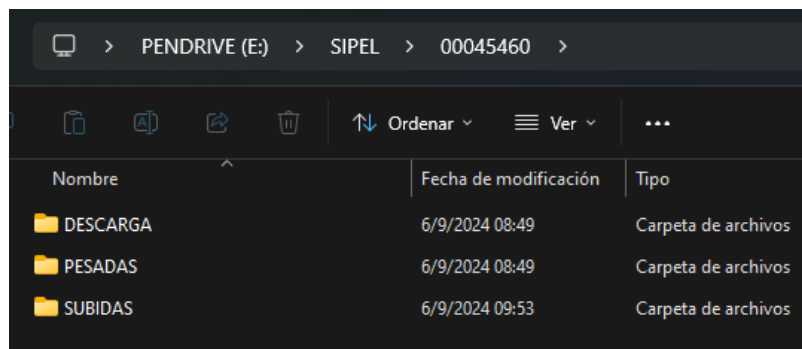 PENDRIVE (E:) > SIPEL > 00045460 >
Ordenar Ver ...
Nombre Fecha de modificación Tipo
DESCARGA 6/9/2024 08:49 Carpeta de archivos
PESADAS 6/9/2024 08:49 Carpeta de archivos
SUBIDAS 6/9/2024 09:53 Carpeta de archivos